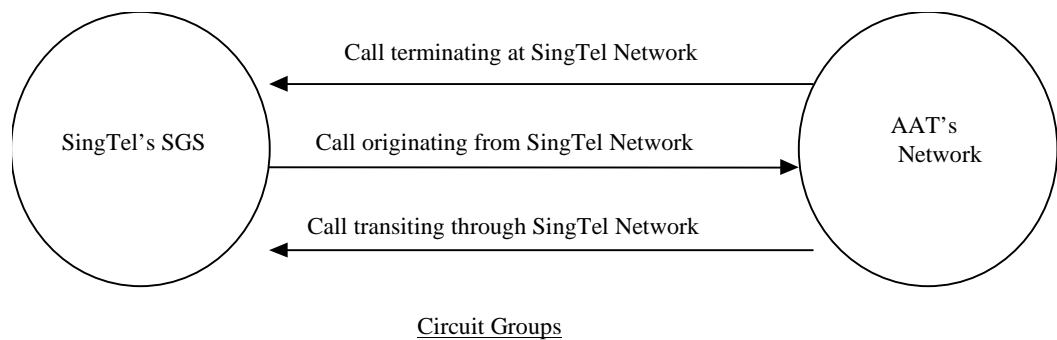 Call terminating at SingTel Network
SingTel's SGS
Call originating from SingTel Network
AAT's
Network
Call transiting through SingTel Network
Circuit Groups